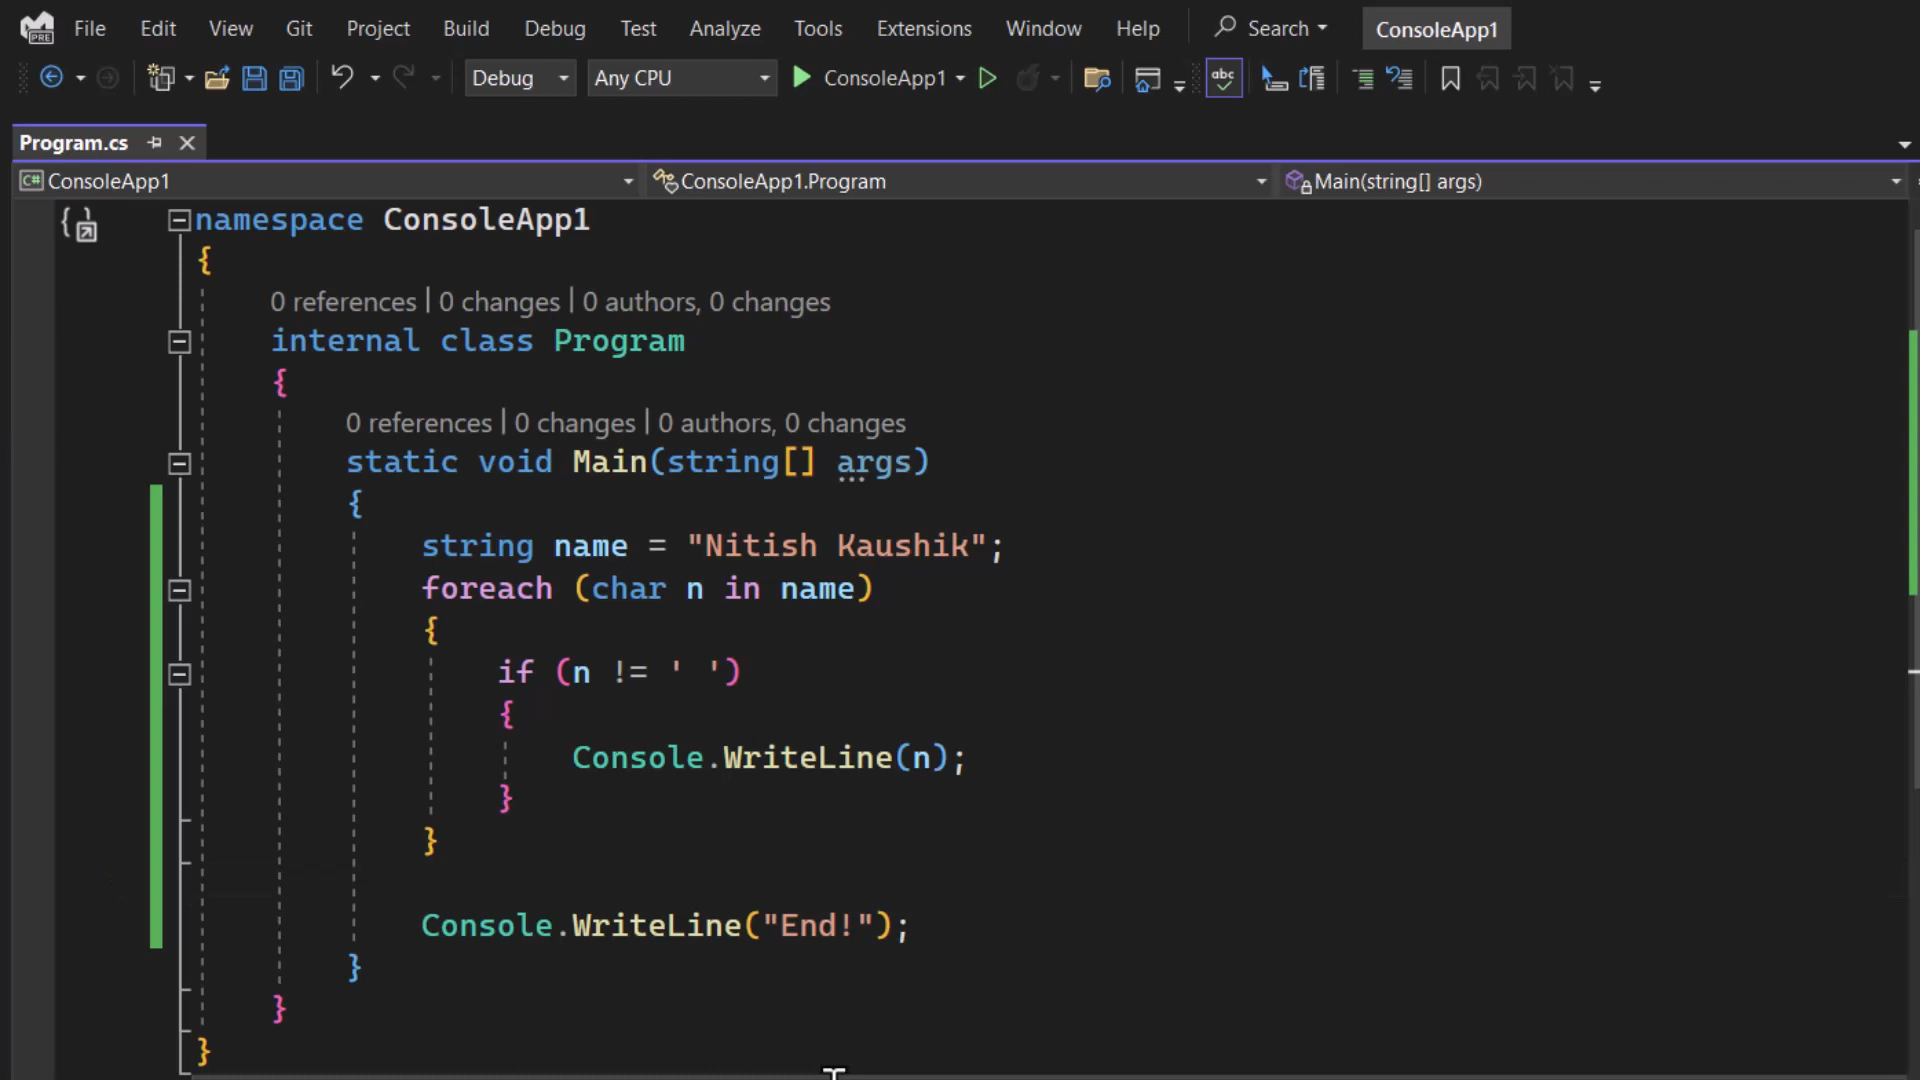 PRE File Edit View Git Project Build Debug Test Analyze Tools Extensions Window Help Search ConsoleApp1
Debug Any CPU ConsoleApp1 abc
Program.cs
C# ConsoleApp1 ConsoleApp1.Program Main(string[] args)
namespace ConsoleApp1
{
0 references | 0 changes | 0 authors, 0 changes
internal class Program
{
0 references | 0 changes | 0 authors, 0 changes
static void Main(string[] args)
{
string name = "Nitish Kaushik";
foreach (char n in name)
{
if (n != ' ')
{
Console.WriteLine(n);
}
}
Console.WriteLine("End!");
}
}
}